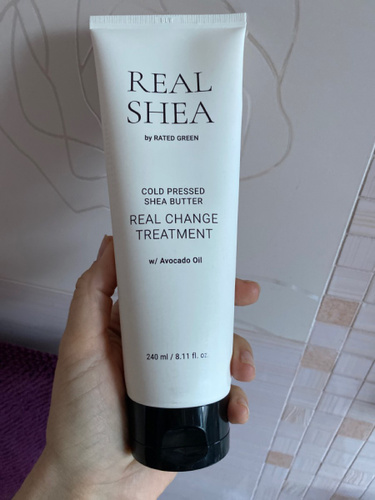 REAL
SHEA
by RATED GREEN
COLD PRESSED
SHEA BUTTER
REAL CHANGE
TREATMENT
w/ Avocado Oil
240 ml / 8.11 fl. oz.